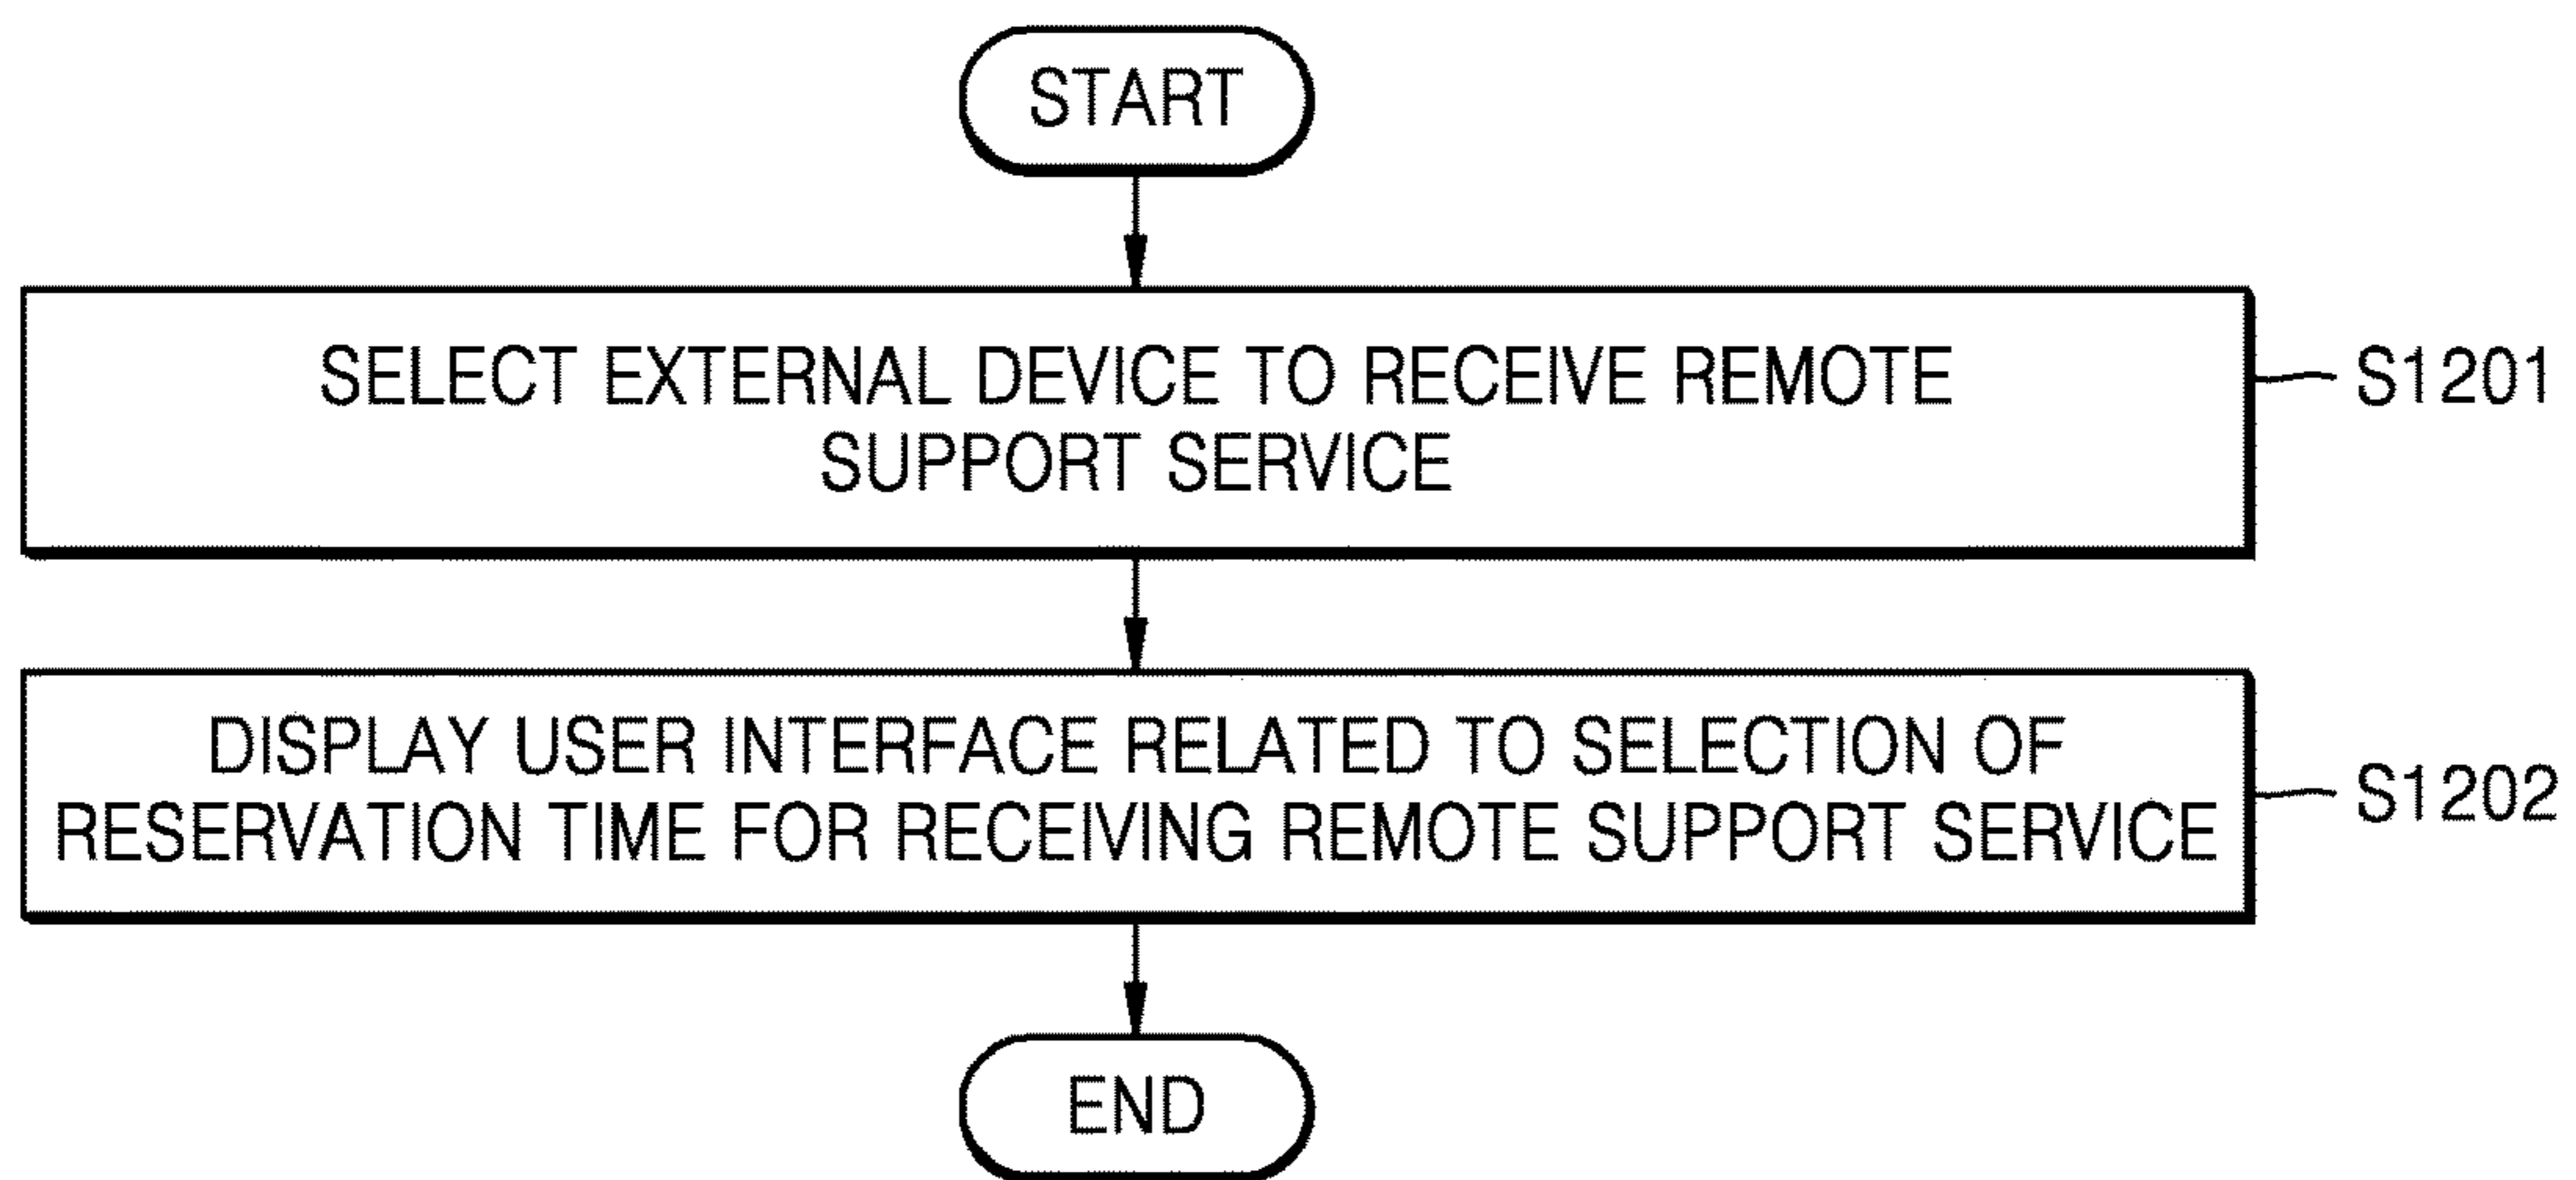 START
SELECT EXTERNAL DEVICE TO RECEIVE REMOTE
SUPPORT SERVICE
S1201
DISPLAY USER INTERFACE RELATED TO SELECTION OF
RESERVATION TIME FOR RECEIVING REMOTE SUPPORT SERVICE
S1202
END